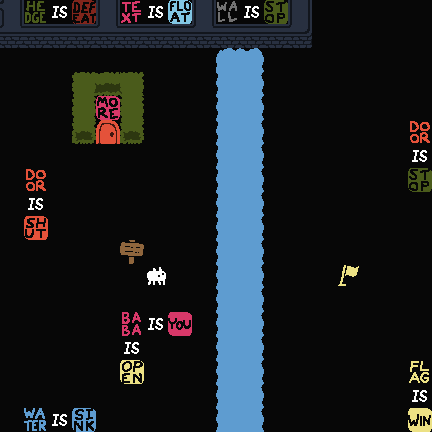 HEDGE IS DEFEAT TEXT IS FLOAT WALL IS STOP
MORE
DOOR
IS
STOP
DOOR
IS
SHUT
BABA IS YOU
IS
OPEN
FLAG
IS
WIN
WATER IS SINK